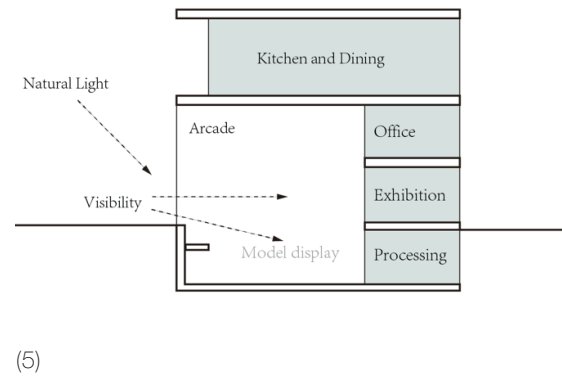 Kitchen and Dining
Natural Light
Arcade
Office
Visibility
Exhibition
Model display
Processing
(5)